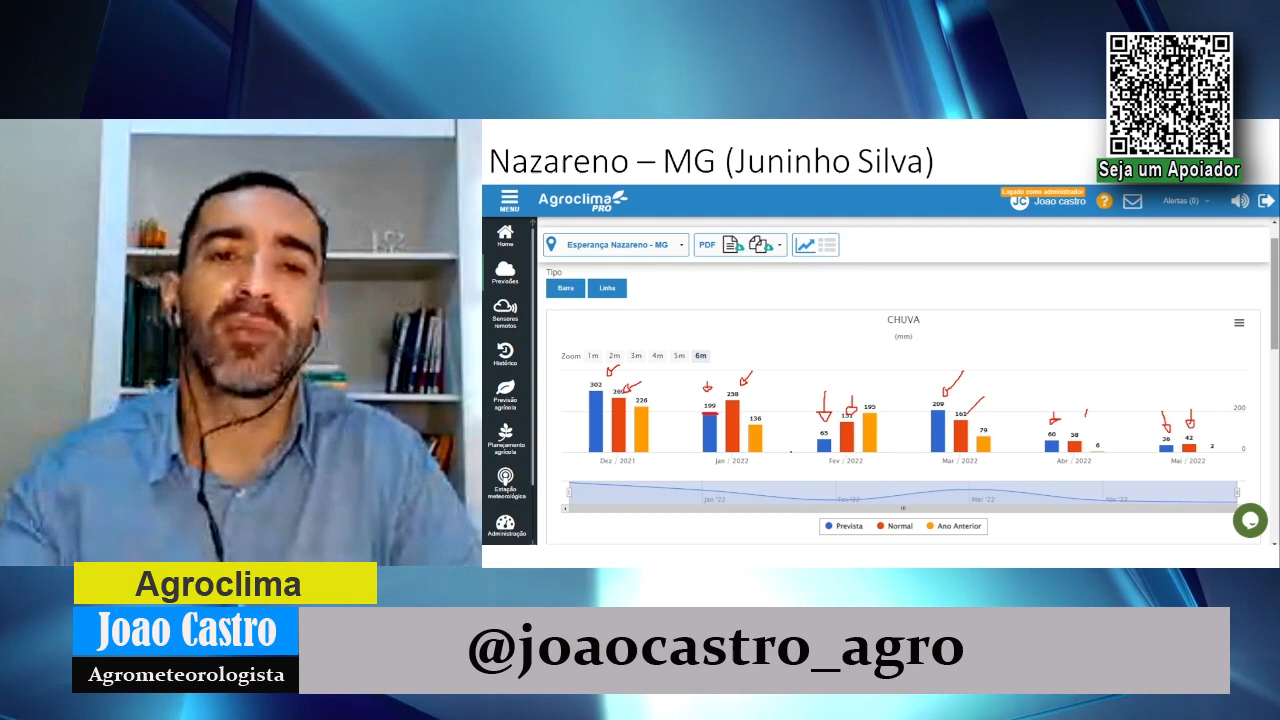 Seja um Apoiador
Nazareno – MG (Juninho Silva)
MENU
Agroclima
PRO
Logado como administrador
JC Joao castro
?
Alertas (0)
Home
Previsões
Sensores
remotos
Histórico
Previsão
agrícola
Planejamento
agrícola
Estação
meteorológica
Administração
Esperança Nazareno - MG
PDF
Tipo
Barra
Linha
CHUVA
(mm)
Zoom 1m 2m 3m 4m 5m 6m
302 269 226
199 258 136
65 151 195
209 161 79
60 58 6
36 42 2
200
0
Dez / 2021 Jan / 2022 Fev / 2022 Mar / 2022 Abr / 2022 Mai / 2022
Jan '22 Fev '22 Mar '22 Abr '22
Prevista Normal Ano Anterior
Agroclima
Joao Castro
Agrometeorologista
@joaocastro_agro